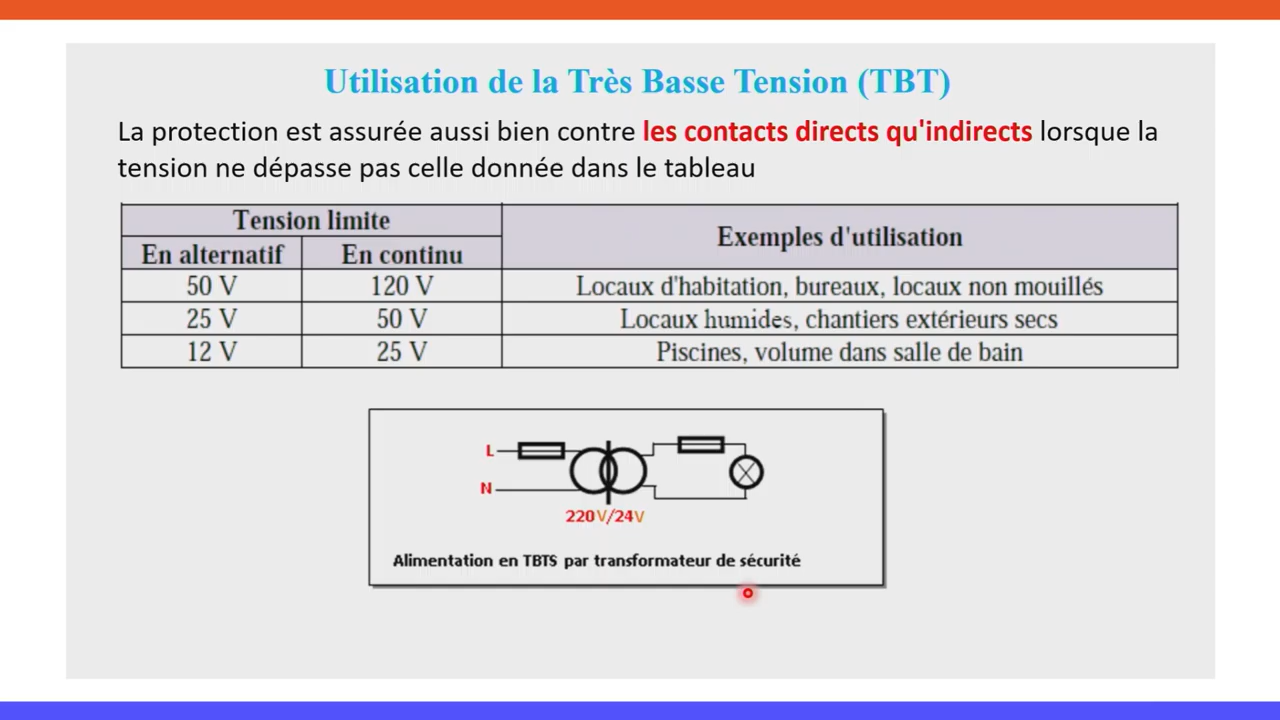 Utilisation de la Très Basse Tension (TBT)
La protection est assurée aussi bien contre les contacts directs qu'indirects lorsque la
tension ne dépasse pas celle donnée dans le tableau
Tension limite
Exemples d'utilisation
En alternatif En continu
50 V 120 V Locaux d'habitation, bureaux, locaux non mouillés
25 V 50 V Locaux humides, chantiers extérieurs secs
12 V 25 V Piscines, volume dans salle de bain
L
N
220V/24V
Alimentation en TBTS par transformateur de sécurité